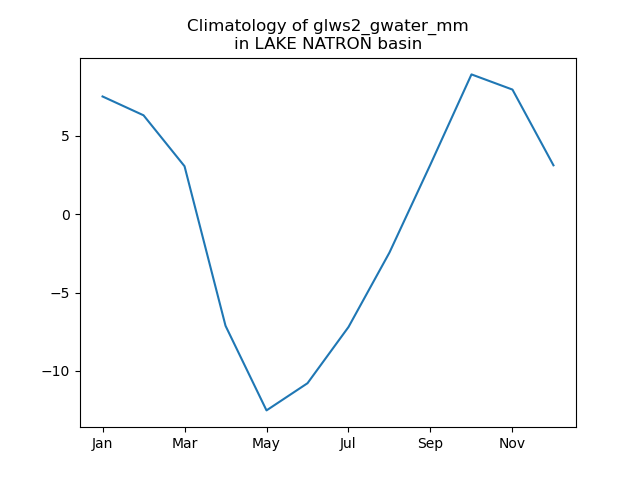 Climatology of glws2_gwater_mm
in LAKE NATRON basin
5
0
−5
−10
Jan Mar May Jul Sep Nov